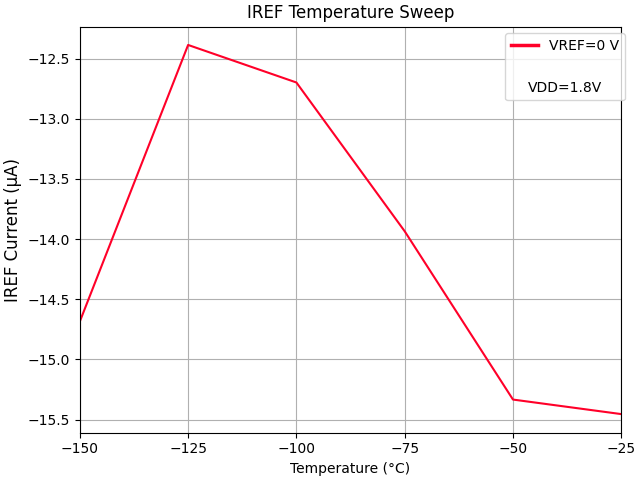 IREF Temperature Sweep
VREF=0 V
VDD=1.8V
IREF Current (μA)
−12.5
−13.0
−13.5
−14.0
−14.5
−15.0
−15.5
−150
−125
−100
−75
−50
−25
Temperature (°C)